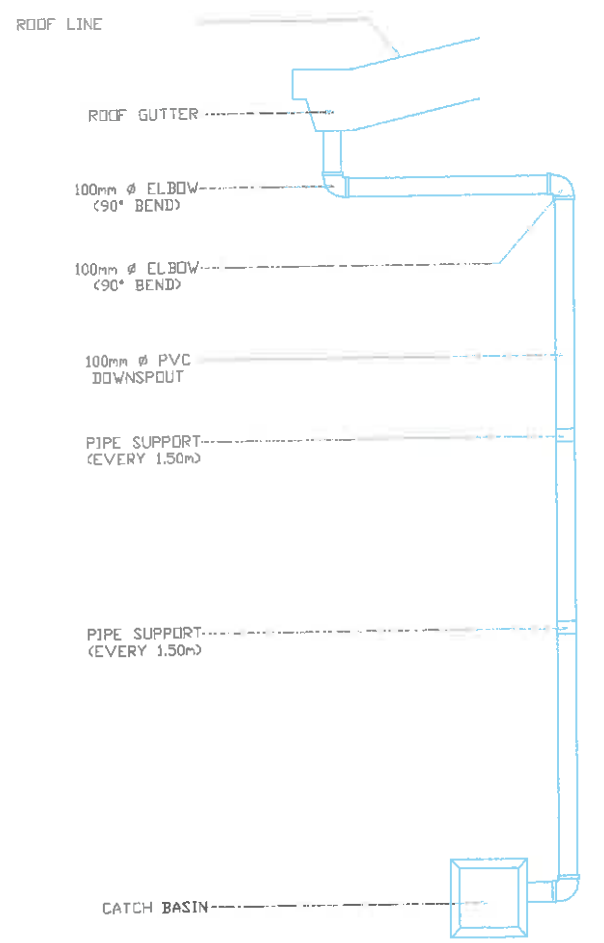 ROOF LINE
ROOF GUTTER
100mm ø ELBOW
(90° BEND)
100mm ø ELBOW
(90° BEND)
100mm ø PVC
DOWNSPOUT
PIPE SUPPORT
(EVERY 1.50m)
PIPE SUPPORT
(EVERY 1.50m)
CATCH BASIN